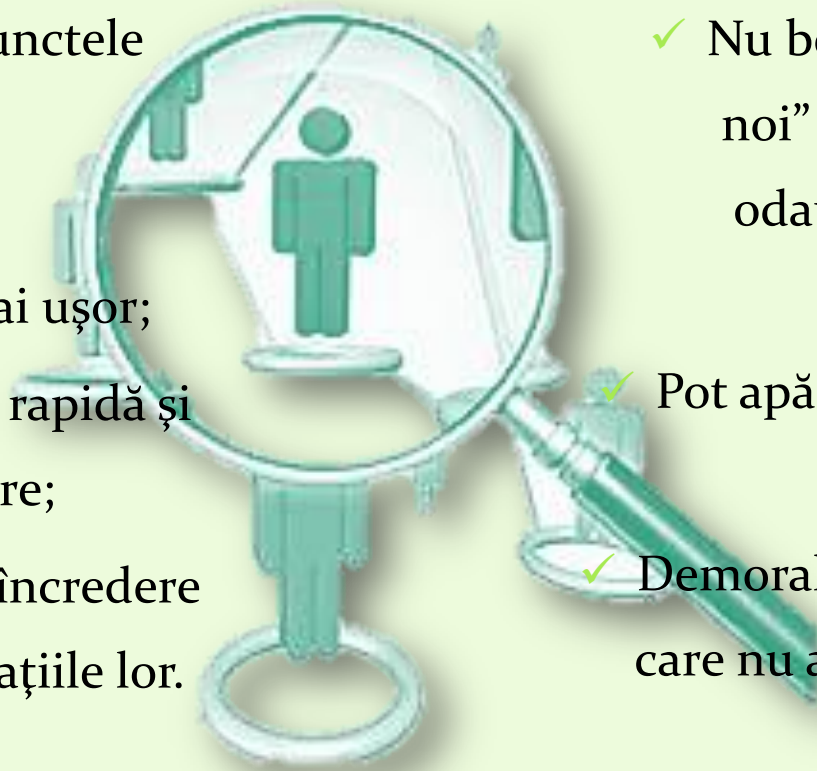 unctele
ai uşor;
rapidă şi
re;
încredere
aţiile lor.
Nu be
noi”
oda
Pot apă
Demoral
care nu a